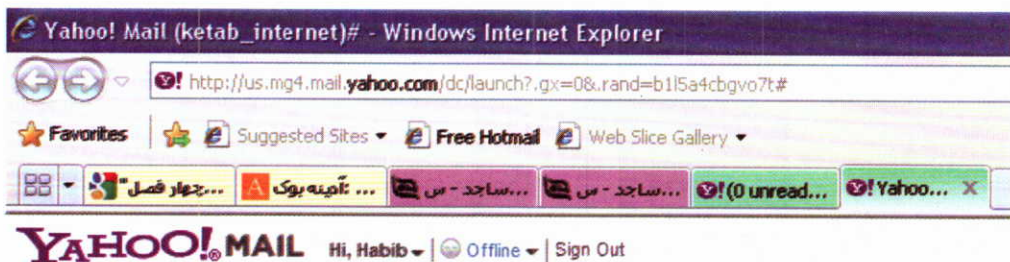 Yahoo! Mail (ketab_internet)# - Windows Internet Explorer
http://us.mg4.mail.yahoo.com/dc/launch?.gx=0&.rand=b1l5a4cbgvo7t#
Favorites Suggested Sites Free Hotmail Web Slice Gallery
"چهار فصل... آدینه بوک: ... ساجد - س... ساجد - س... (0 unread... Yahoo... X
YAHOO!® MAIL Hi, Habib | Offline | Sign Out